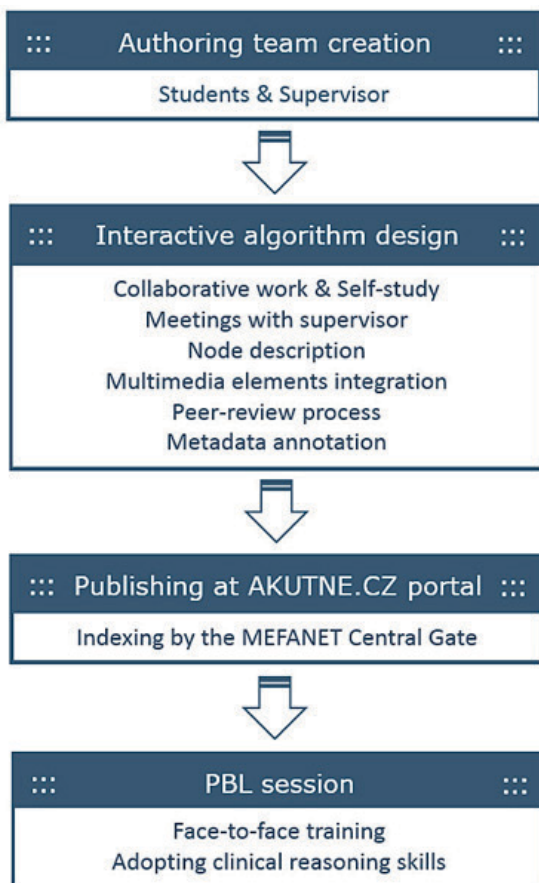 ::: Authoring team creation :::
Students & Supervisor
::: Interactive algorithm design :::
Collaborative work & Self-study
Meetings with supervisor
Node description
Multimedia elements integration
Peer-review process
Metadata annotation
::: Publishing at AKUTNE.CZ portal :::
Indexing by the MEFANET Central Gate
::: PBL session :::
Face-to-face training
Adopting clinical reasoning skills